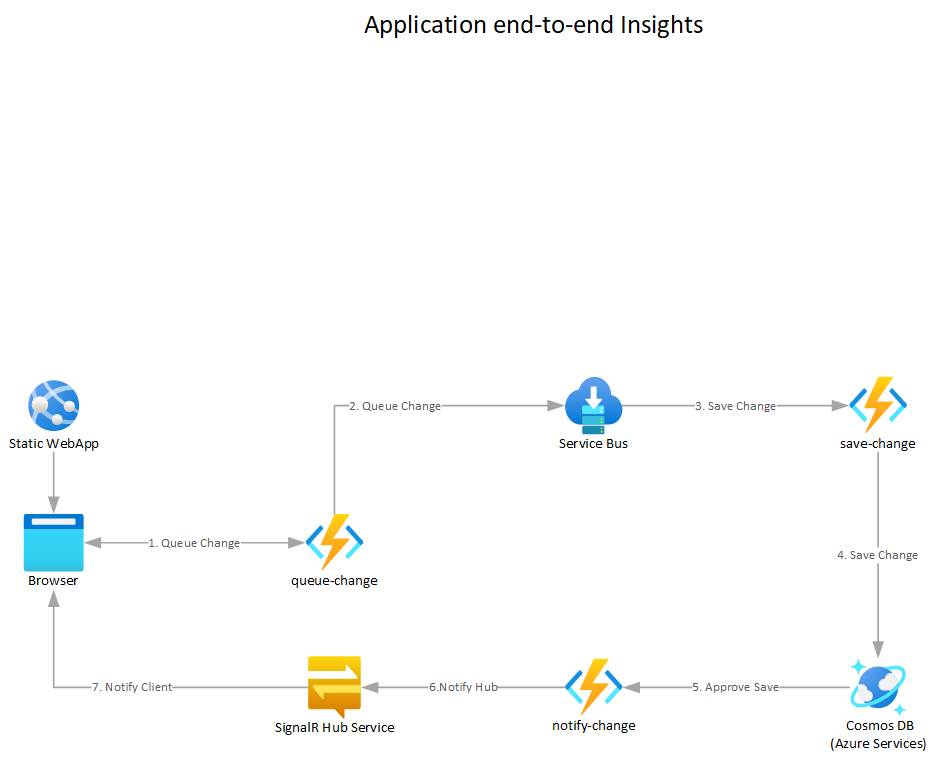 Application end-to-end Insights
Static WebApp
2. Queue Change
Service Bus
3. Save Change
save-change
Browser
1. Queue Change
queue-change
4. Save Change
7. Notify Client
SignalR Hub Service
6.Notify Hub
notify-change
5. Approve Save
Cosmos DB
(Azure Services)